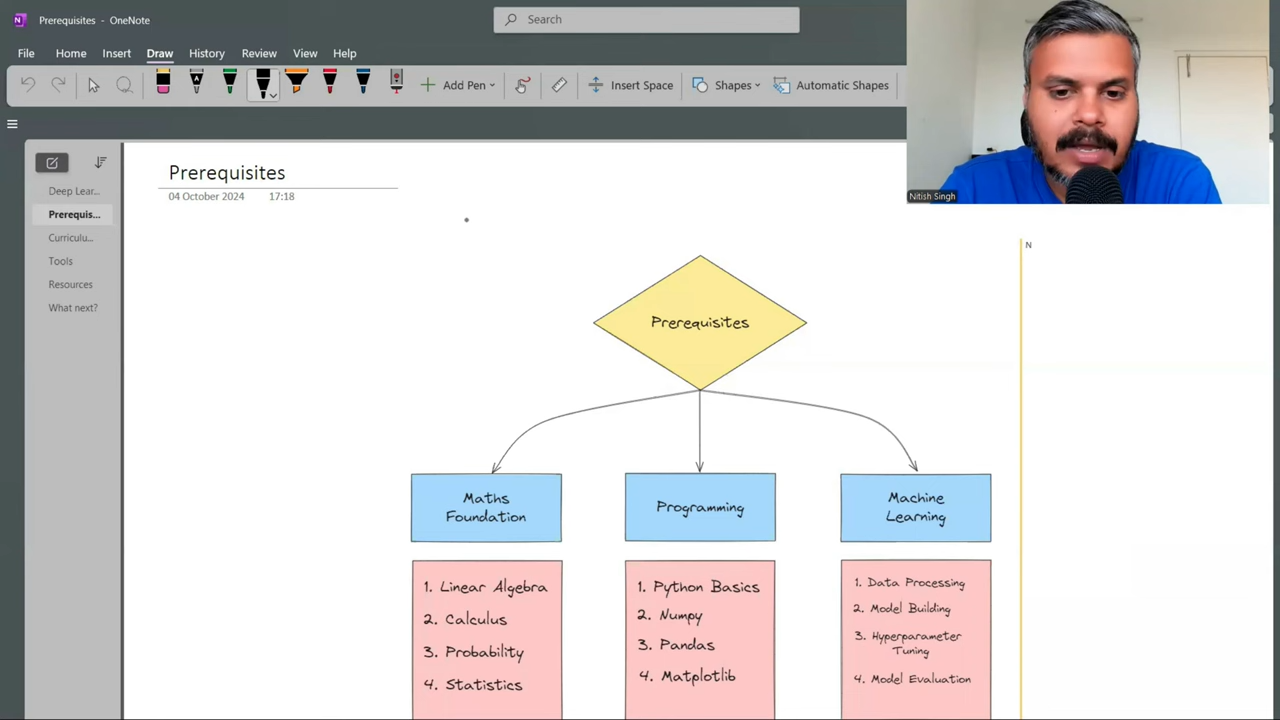 Prerequisites - OneNote
Search
File Home Insert Draw History Review View Help
Add Pen
Insert Space
Shapes
Automatic Shapes
Nitish Singh
Deep Lear...
Prerequis...
Curriculu...
Tools
Resources
What next?
Prerequisites
04 October 2024 17:18
N
Prerequisites
Maths
Foundation
1. Linear Algebra
2. Calculus
3. Probability
4. Statistics
Programming
1. Python Basics
2. Numpy
3. Pandas
4. Matplotlib
Machine
Learning
1. Data Processing
2. Model Building
3. Hyperparameter
Tuning
4. Model Evaluation